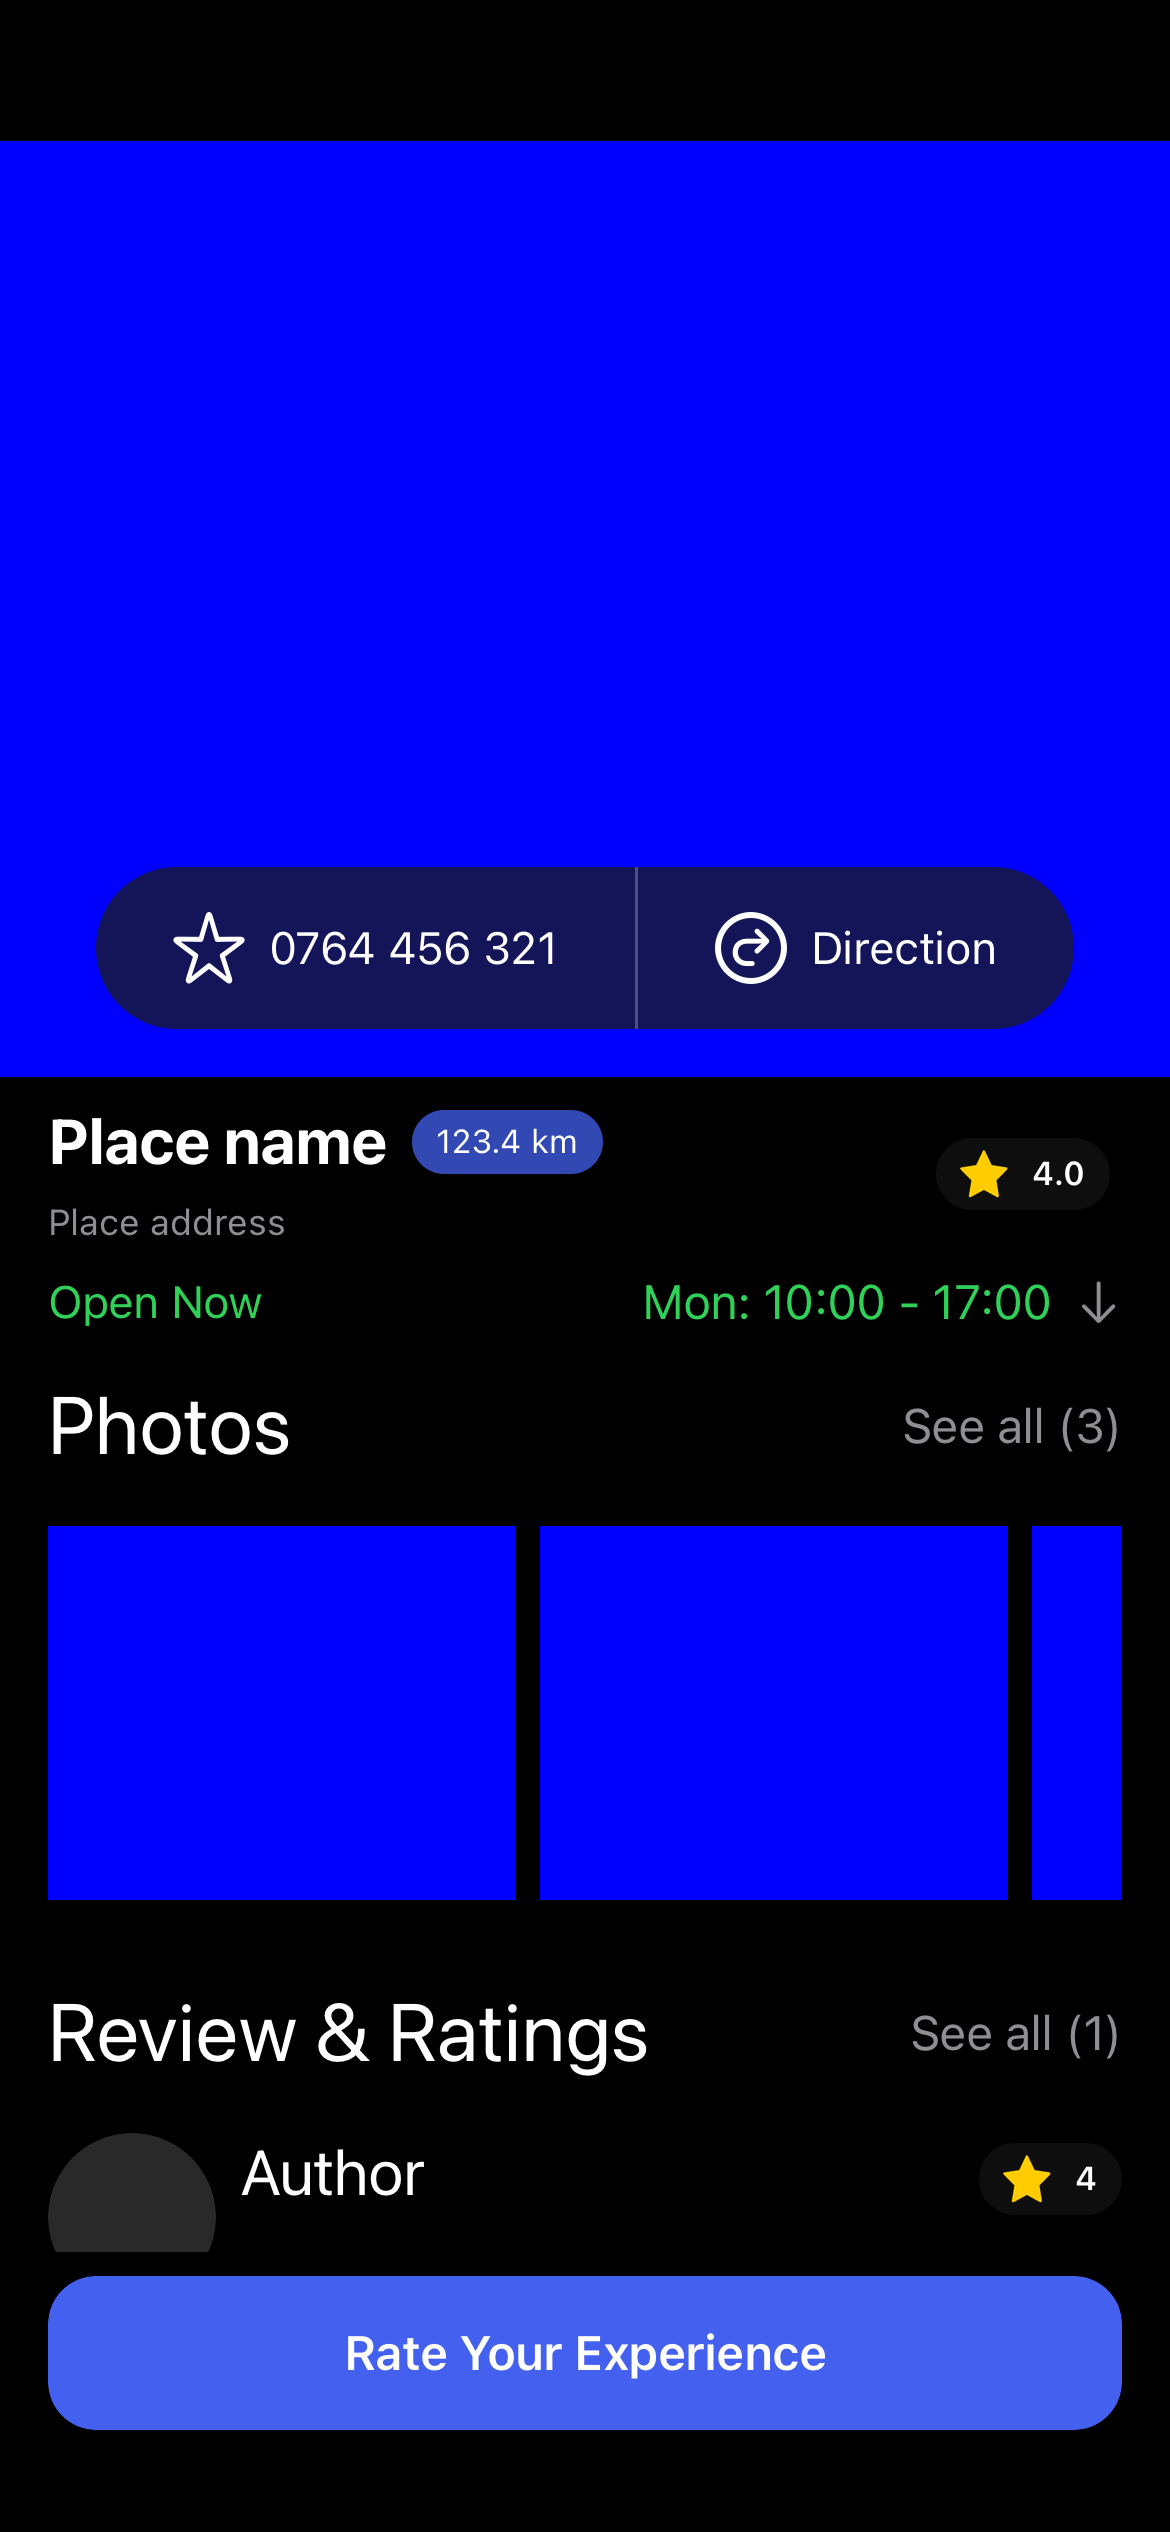 0764 456 321
Direction
Place name
123.4 km
4.0
Place address
Open Now
Mon: 10:00 - 17:00
Photos
See all (3)
Review & Ratings
See all (1)
Author
4
Rate Your Experience